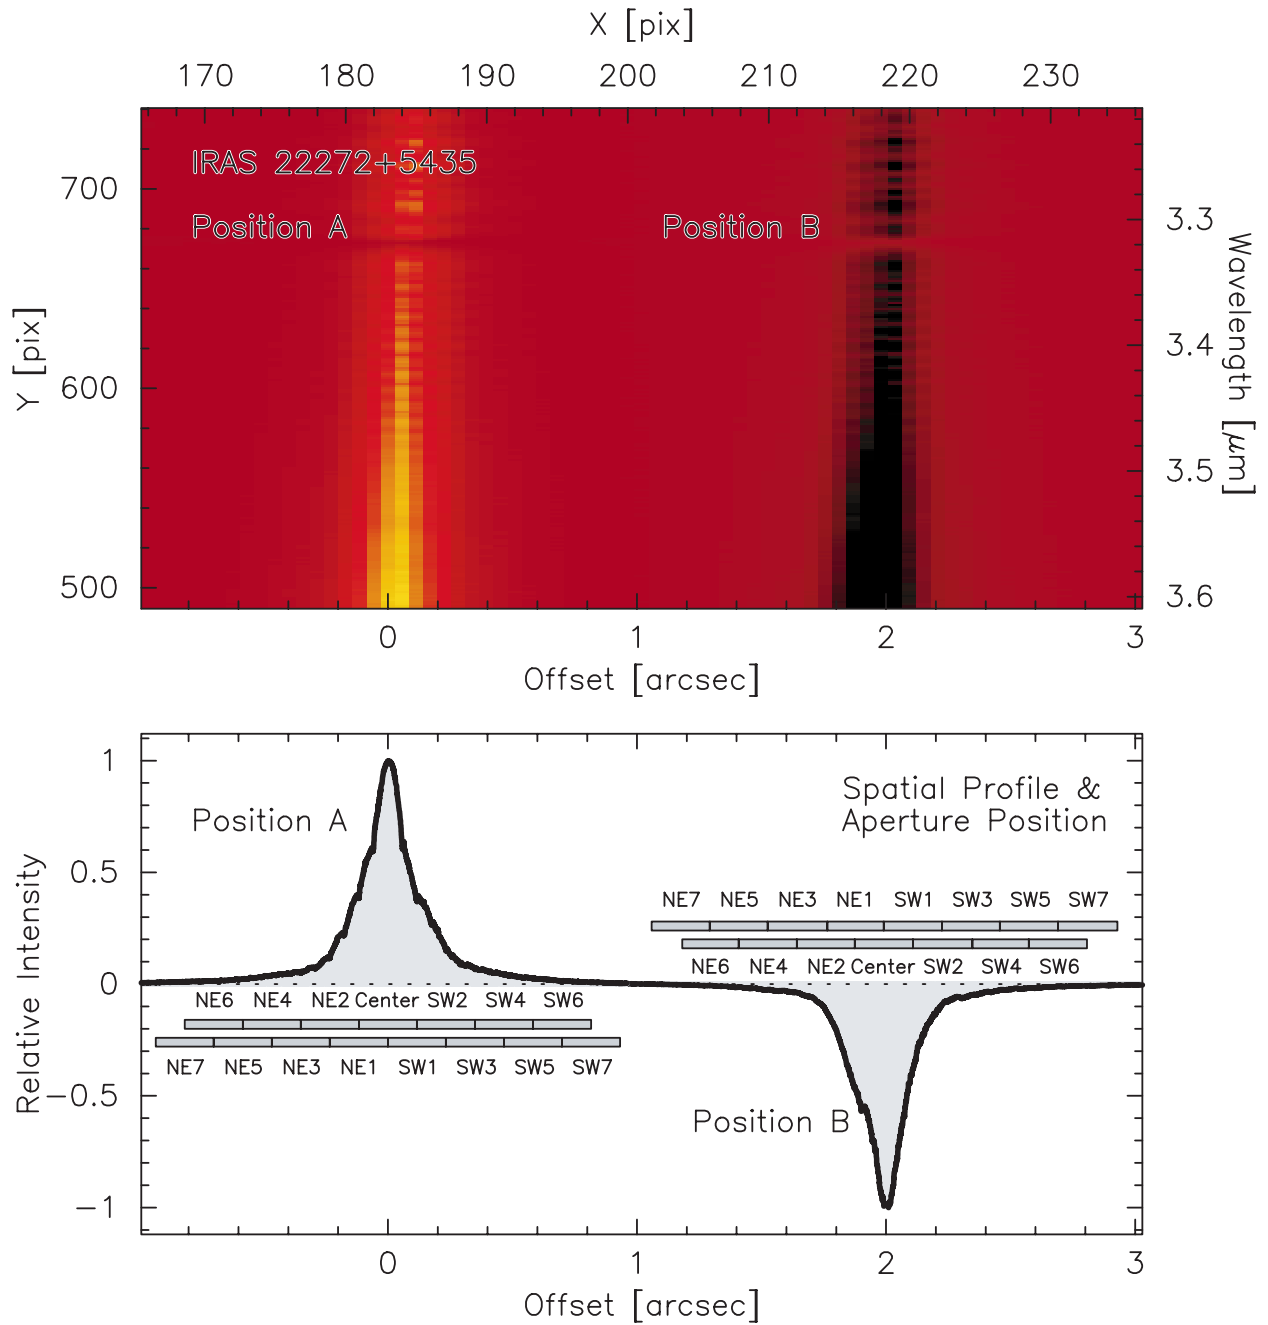 X [pix]
170 180 190 200 210 220 230
IRAS 22272+5435
Position A
Position B
Y [pix]
700
600
500
3.3
3.4
3.5
3.6
Wavelength [μm]
0 1 2 3
Offset [arcsec]
1
0.5
0
−0.5
−1
Relative Intensity
Position A
Spatial Profile &
Aperture Position
NE7 NE5 NE3 NE1 SW1 SW3 SW5 SW7
NE6 NE4 NE2 Center SW2 SW4 SW6
NE6 NE4 NE2 Center SW2 SW4 SW6
NE7 NE5 NE3 NE1 SW1 SW3 SW5 SW7
Position B
0 1 2 3
Offset [arcsec]